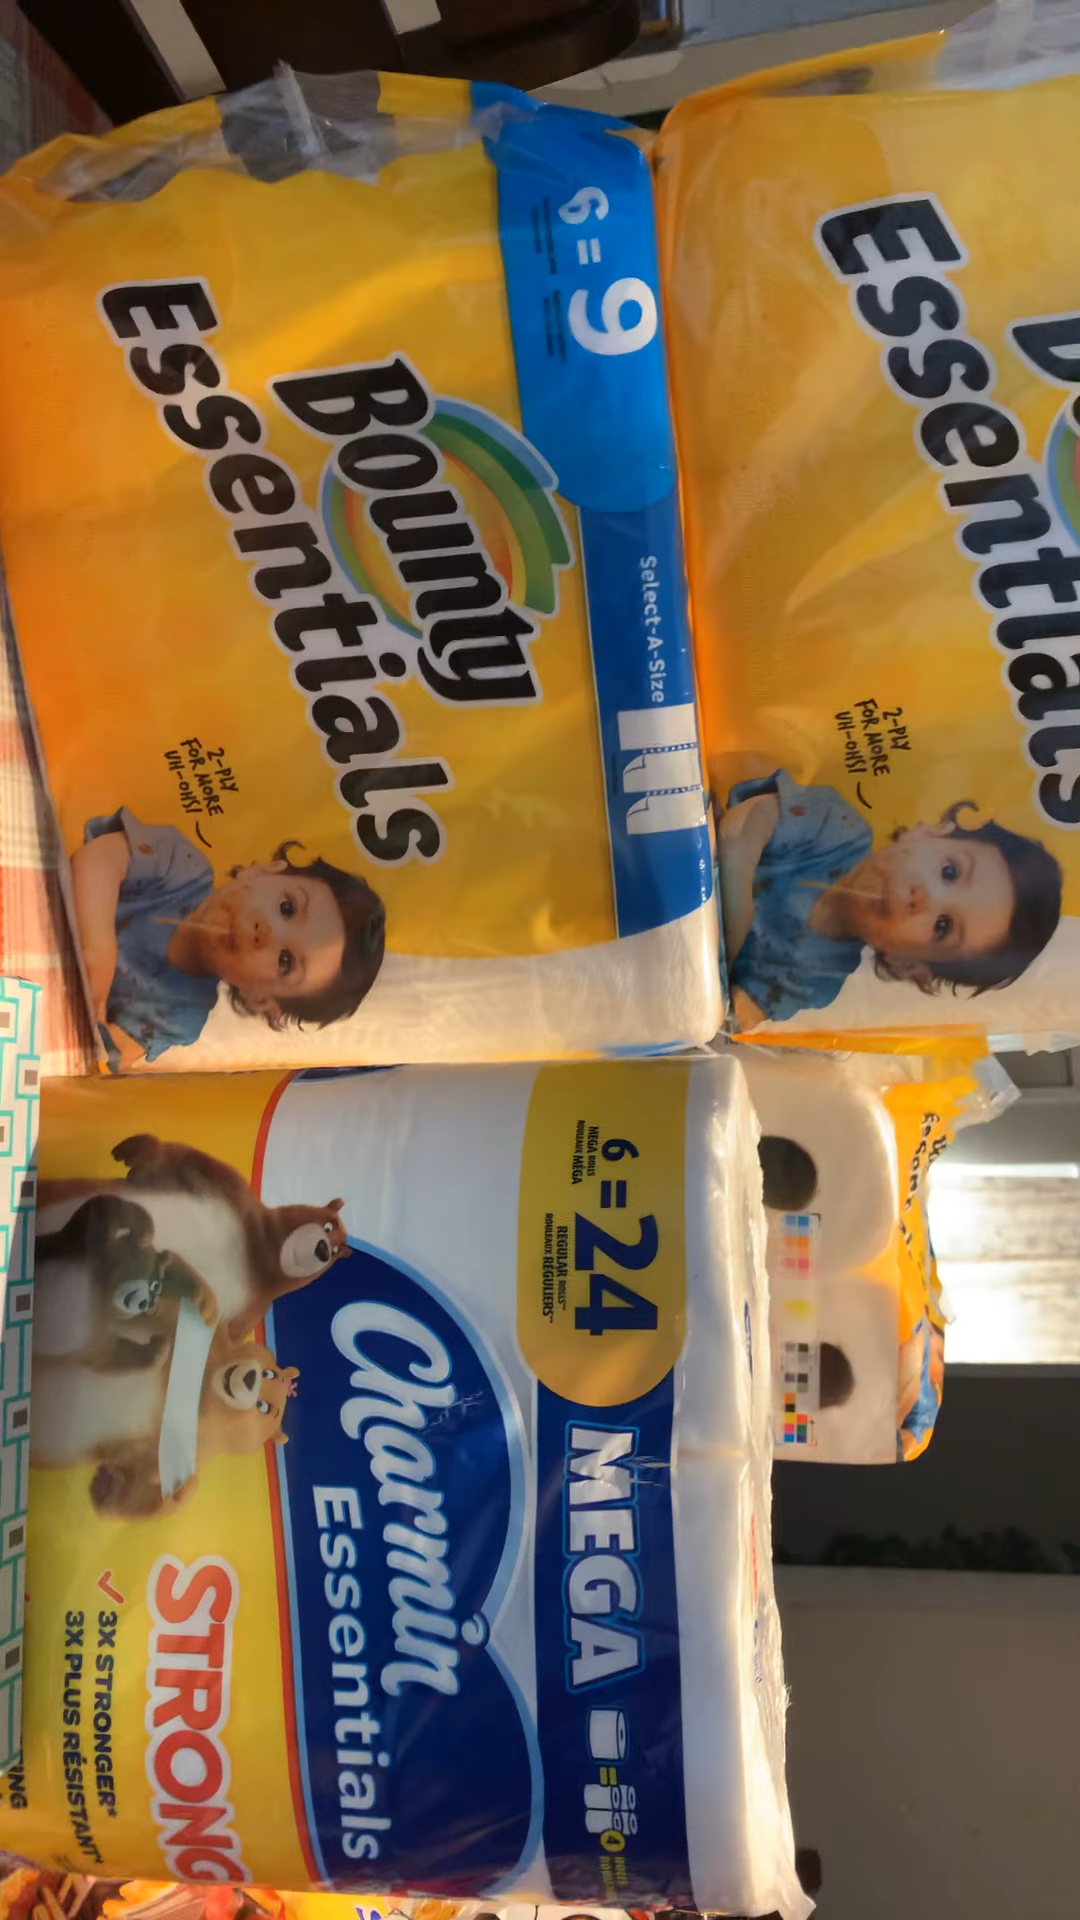 6 = 9
Select-A-Size
Bounty
Essentials
2-PLY
FOR MORE
UH-OHS!
Essentials
2-PLY
FOR MORE
UH-OHS!
6 = 24
MEGA ROLLS
ROULEAUX MÉGA
REGULAR ROLLS**
ROULEAUX RÉGULIERS**
MEGA
=
4
Charmin
Essentials
STRONG
3X STRONGER*
3X PLUS RÉSISTANT*